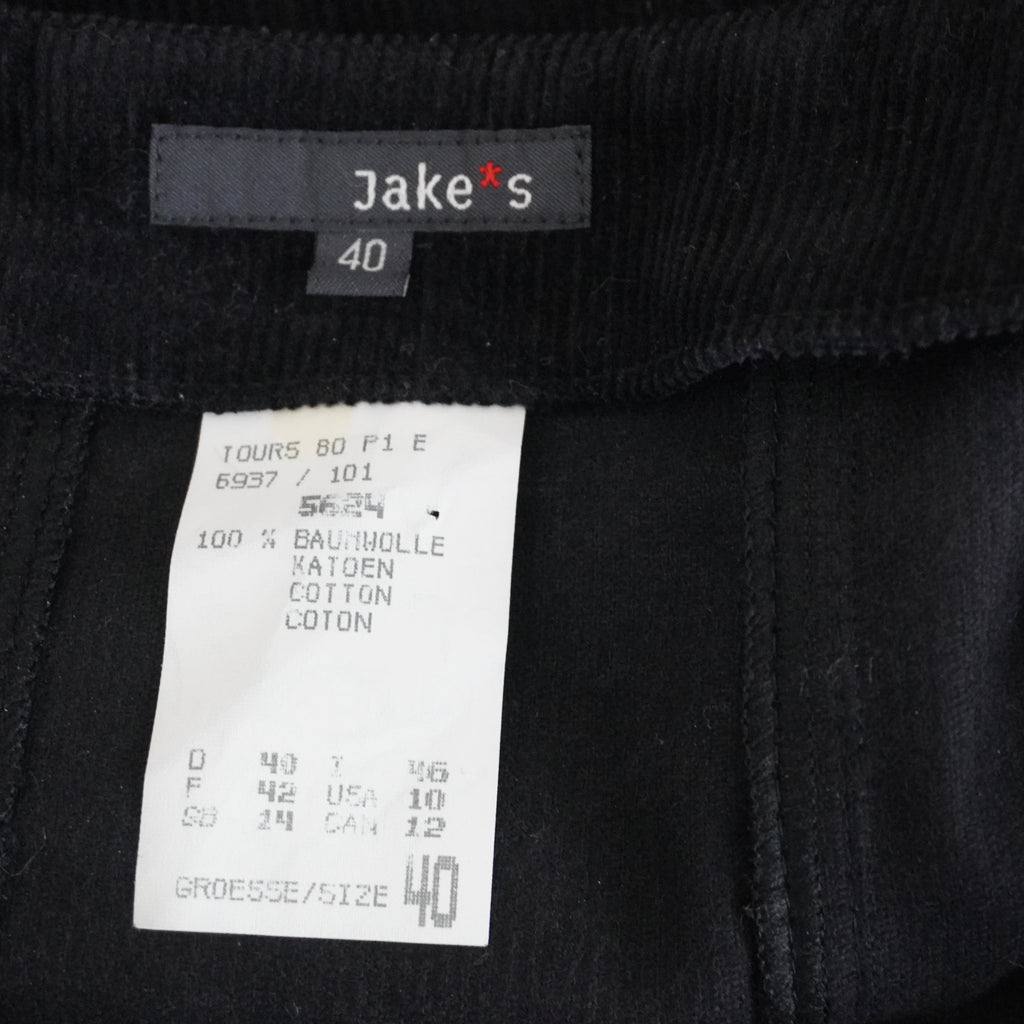 Jake*s
40
TOURS 80 P1 E
6937 / 101
5624
100 % BAUMWOLLE
KATOEN
COTTON
COTON
D 40 I 46
F 42 USA 10
GB 14 CAN 12
GROESSE/SIZE 40